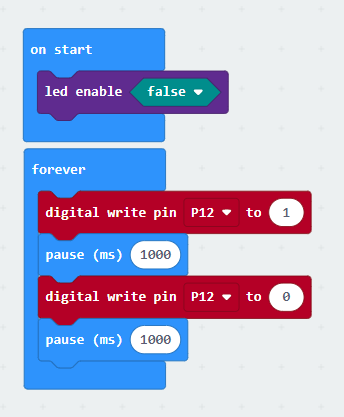 on start
led enable false
forever
digital write pin P12 to 1
pause (ms) 1000
digital write pin P12 to 0
pause (ms) 1000